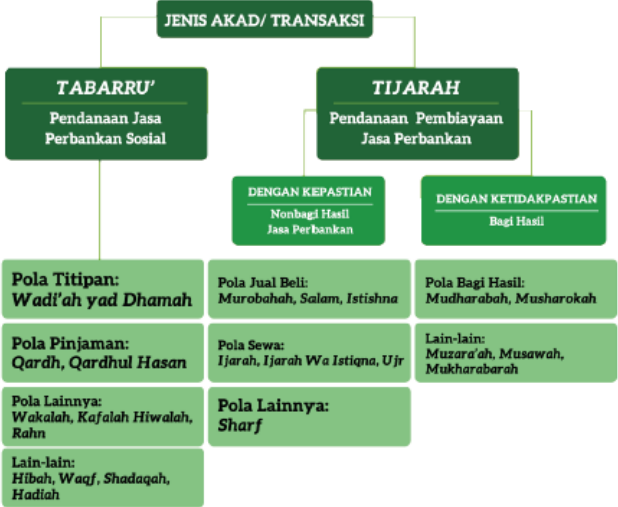 JENIS AKAD/ TRANSAKSI
TABARRU'
Pendanaan Jasa
Perbankan Sosial
TIJARAH
Pendanaan Pembiayaan
Jasa Perbankan
DENGAN KEPASTIAN
Nonbagi Hasil
Jasa Perbankan
DENGAN KETIDAKPASTIAN
Bagi Hasil
Pola Titipan:
Wadi'ah yad Dhamah
Pola Pinjaman:
Qardh, Qardhul Hasan
Pola Lainnya:
Wakalah, Kafalah Hiwalah,
Rahn
Lain-lain:
Hibah, Waqf, Shadaqah,
Hadiah
Pola Jual Beli:
Murobahah, Salam, Istishna
Pola Sewa:
Ijarah, Ijarah Wa Istiqna, Ujr
Pola Lainnya:
Sharf
Pola Bagi Hasil:
Mudharabah, Musharokah
Lain-lain:
Muzara'ah, Musawah,
Mukharabarah